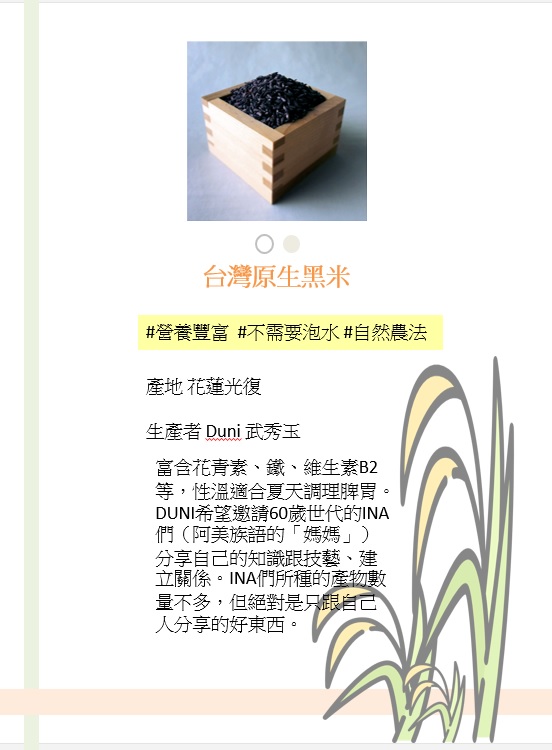 台灣原生黑米
#營養豐富 #不需要泡水 #自然農法
產地 花蓮光復
生產者 Duni 武秀玉
富含花青素、鐵、維生素B2
等，性溫適合夏天調理脾胃。
DUNI希望邀請60歲世代的INA
們（阿美族語的「媽媽」）
分享自己的知識跟技藝、建
立關係。INA們所種的產物數
量不多，但絕對是只跟自己
人分享的好東西。